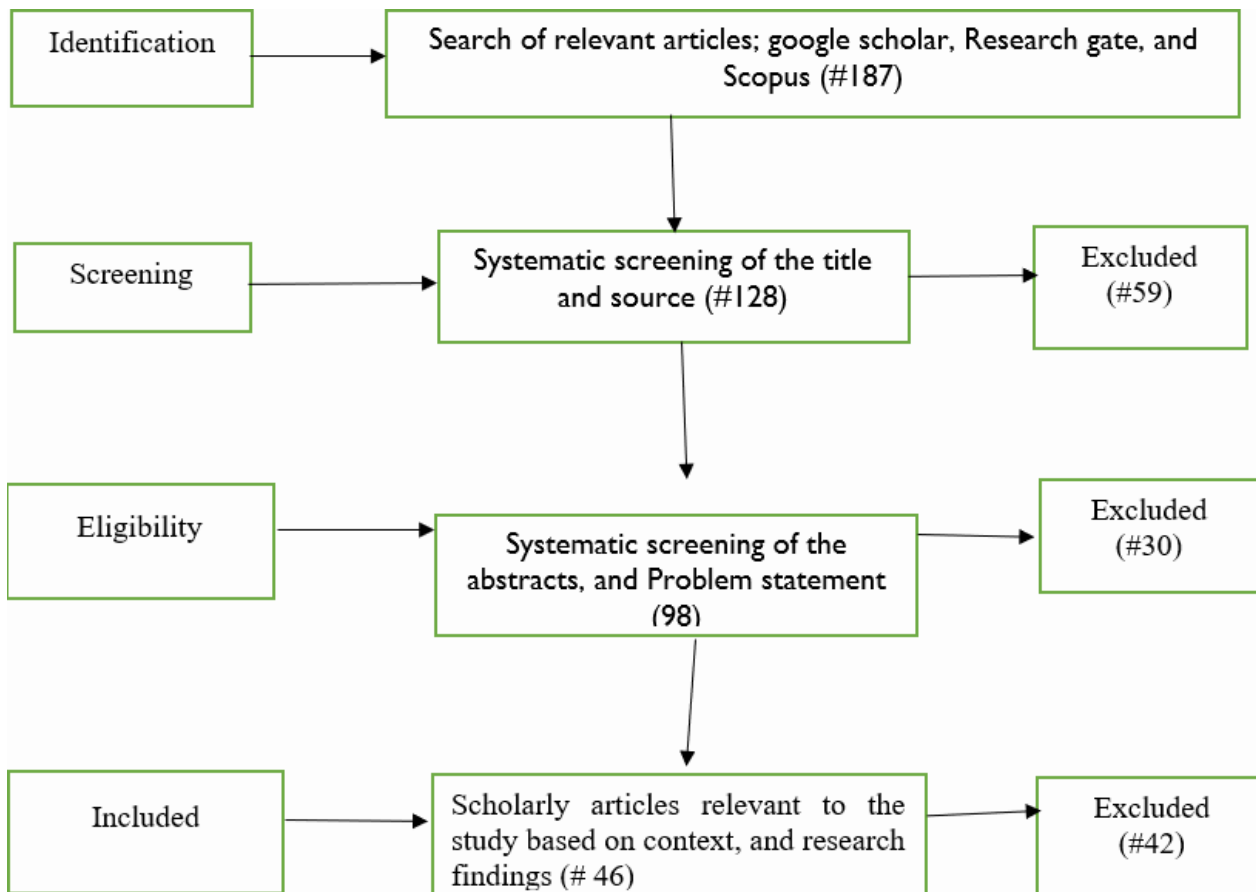 Identification
Search of relevant articles; google scholar, Research gate, and
Scopus (#187)
Screening
Systematic screening of the title
and source (#128)
Excluded
(#59)
Eligibility
Systematic screening of the
abstracts, and Problem statement
(98)
Excluded
(#30)
Included
Scholarly articles relevant to the
study based on context, and research
findings (# 46)
Excluded
(#42)